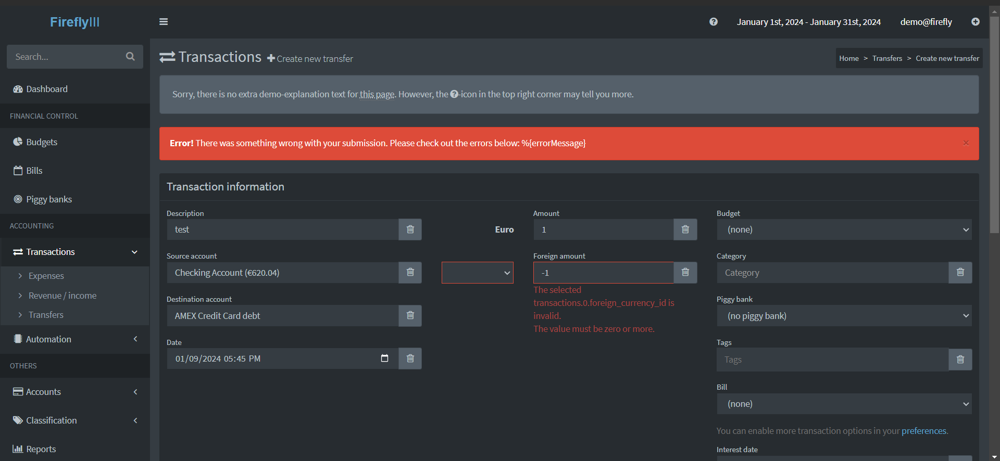 FireflyIII
January 1st, 2024 - January 31st, 2024
demo@firefly
Search...
Transactions
Create new transfer
Home > Transfers > Create new transfer
Dashboard
FINANCIAL CONTROL
Budgets
Bills
Piggy banks
ACCOUNTING
Transactions
Expenses
Revenue / income
Transfers
Automation
OTHERS
Accounts
Classification
Reports
Sorry, there is no extra demo-explanation text for this page. However, the ?-icon in the top right corner may tell you more.
Error! There was something wrong with your submission. Please check out the errors below: %{errorMessage}
×
Transaction information
Description
test
Source account
Checking Account (€620.04)
Destination account
AMEX Credit Card debt
Date
01/09/2024 05:45 PM
Euro
Amount
1
Foreign amount
-1
The selected
transactions.0.foreign_currency_id is
invalid.
The value must be zero or more.
Budget
(none)
Category
Category
Piggy bank
(no piggy bank)
Tags
Tags
Bill
(none)
You can enable more transaction options in your preferences.
Interest date